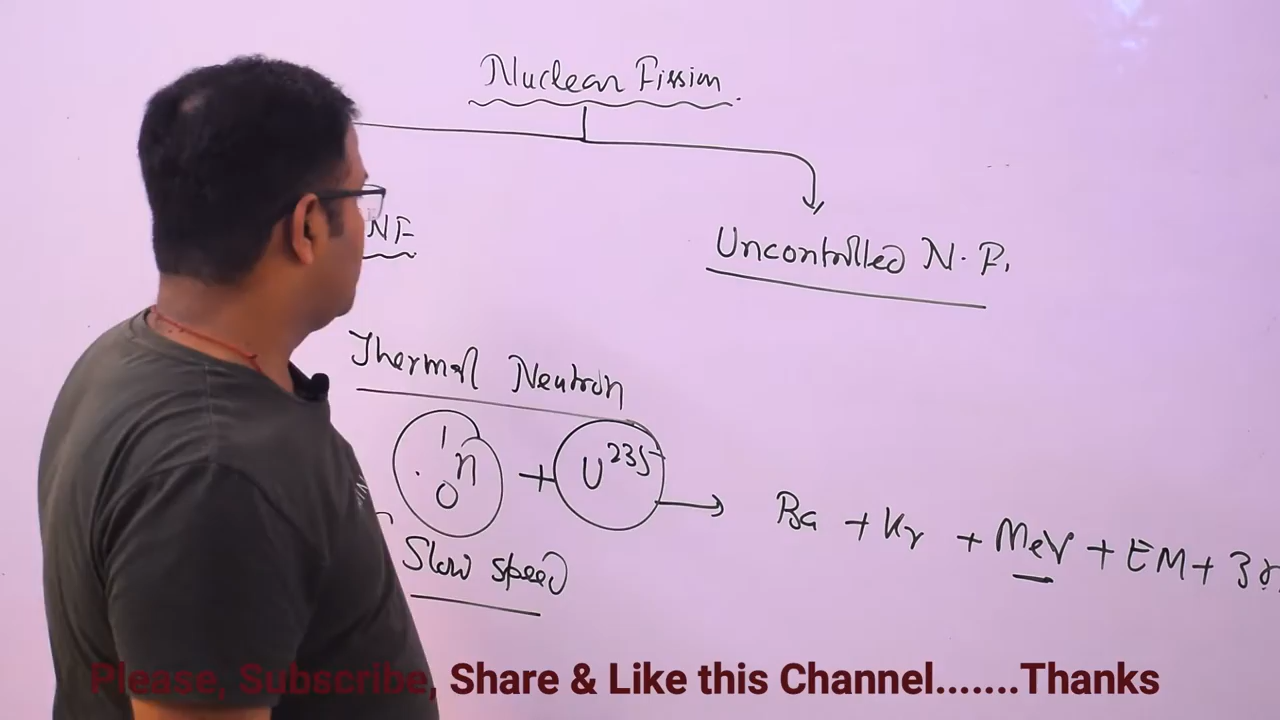 Nuclear Fission.
NF
Uncontrolled N.F.
Thermal Neutron
1 0 n + U 235 → Ba + Kr + MeV + EM + 3
Slow speed
Please, Subscribe, Share & Like this Channel.......Thanks